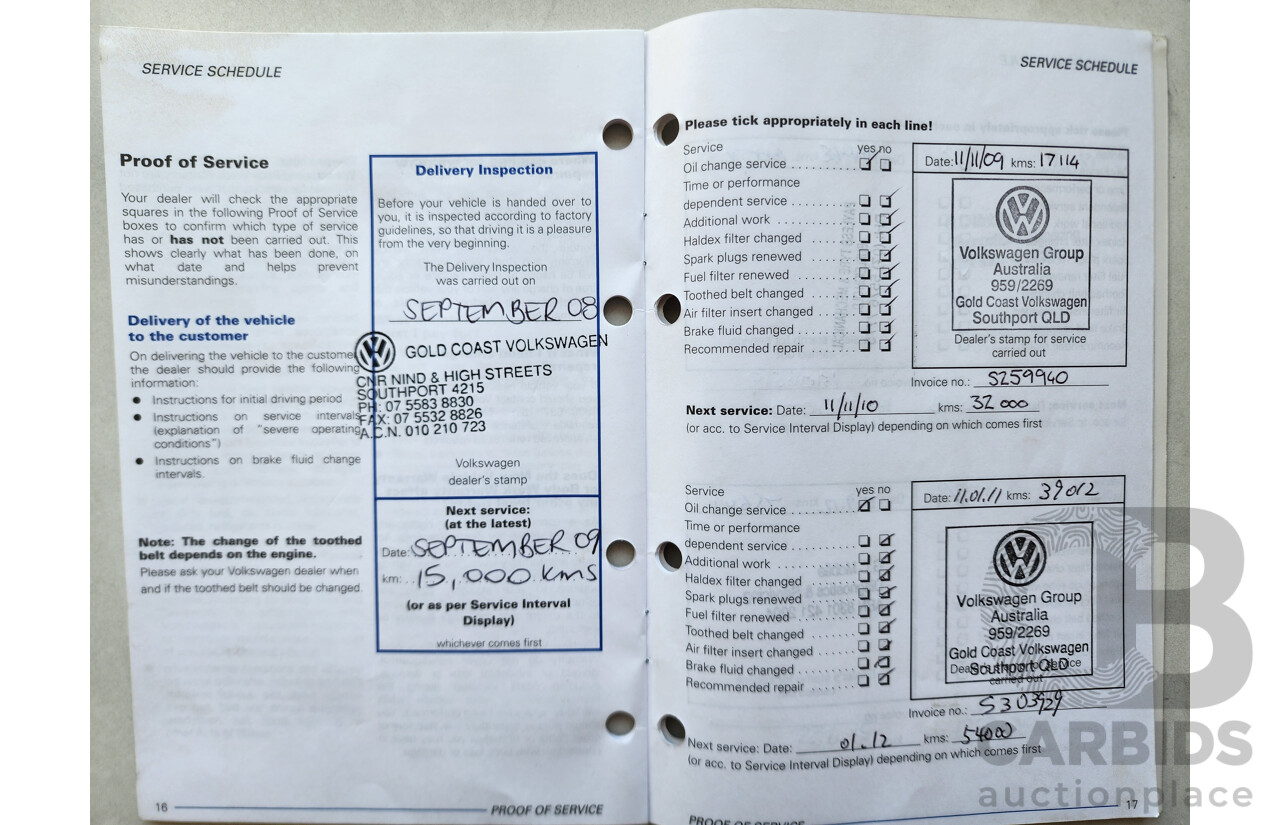 SERVICE SCHEDULE
Proof of Service
Your dealer will check the appropriate
squares in the following Proof of Service
boxes to confirm which type of service
has or has not been carried out. This
shows clearly what has been done, on
what date and helps prevent
misunderstandings.
Delivery of the vehicle
to the customer
On delivering the vehicle to the customer
the dealer should provide the following
information:
● Instructions for initial driving period
● Instructions on service intervals
(explanation of "severe operating
conditions")
● Instructions on brake fluid change
intervals.
Note: The change of the toothed
belt depends on the engine.
Please ask your Volkswagen dealer when
and if the toothed belt should be changed.
Delivery Inspection
Before your vehicle is handed over to
you, it is inspected according to factory
guidelines, so that driving it is a pleasure
from the very beginning.
The Delivery Inspection
was carried out on
SEPTEMBER 08
GOLD COAST VOLKSWAGEN
CNR NIND & HIGH STREETS
SOUTHPORT 4215
PH: 07 5583 8830
FAX: 07 5532 8826
A.C.N. 010 210 723
Volkswagen
dealer's stamp
Next service:
(at the latest)
Date: SEPTEMBER 09
km: 15,000 kms
(or as per Service Interval
Display)
whichever comes first
16
PROOF OF SERVICE
SERVICE SCHEDULE
Please tick appropriately in each line!
Service yes no
Oil change service
Time or performance
dependent service
Additional work
Haldex filter changed
Spark plugs renewed
Fuel filter renewed
Toothed belt changed
Air filter insert changed
Brake fluid changed
Recommended repair
Date: 11/11/09 kms: 17114
Volkswagen Group
Australia
959/2269
Gold Coast Volkswagen
Southport QLD
Dealer's stamp for service
carried out
Invoice no.: S259940
Next service: Date: 11/11/10 kms: 32000
(or acc. to Service Interval Display) depending on which comes first
Service yes no
Oil change service
Time or performance
dependent service
Additional work
Haldex filter changed
Spark plugs renewed
Fuel filter renewed
Toothed belt changed
Air filter insert changed
Brake fluid changed
Recommended repair
Date: 11.01.11 kms: 39012
Volkswagen Group
Australia
959/2269
Gold Coast Volkswagen
Southport QLD
Dealer's stamp for service
carried out
Invoice no.: S303929
Next service: Date: 01.12 kms: 54000
(or acc. to Service Interval Display) depending on which comes first
17
PROOF OF SERVICE
B
CARBIDS
auctionplace